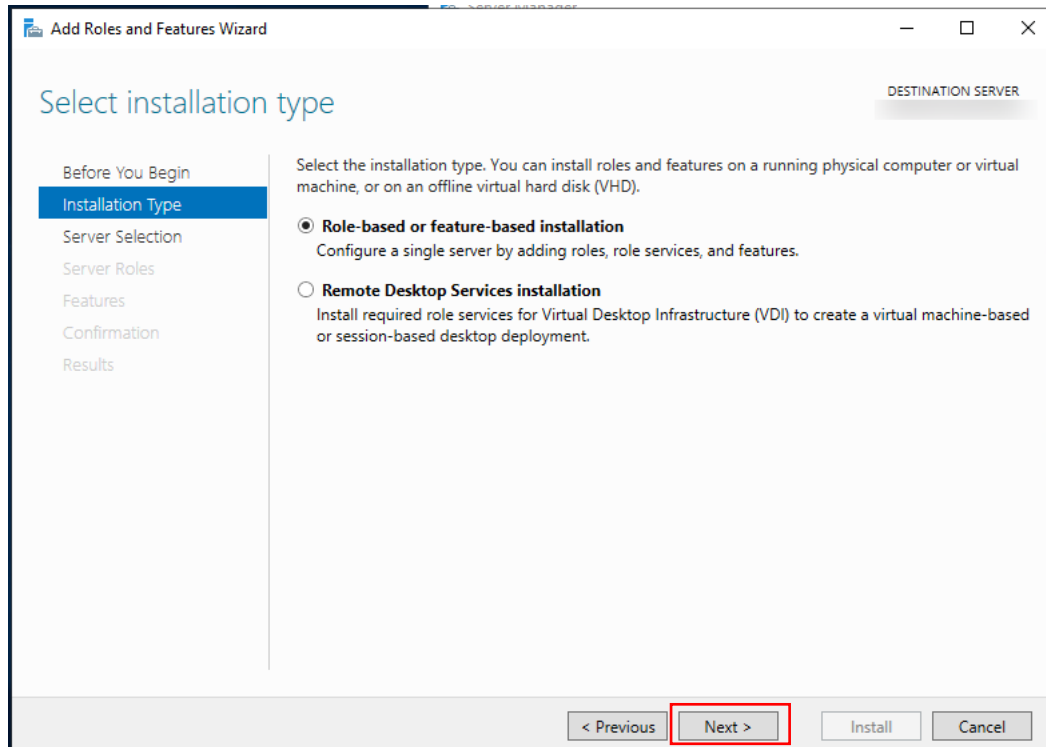 Server Manager
Add Roles and Features Wizard
Select installation type
DESTINATION SERVER
Before You Begin
Installation Type
Server Selection
Server Roles
Features
Confirmation
Results
Select the installation type. You can install roles and features on a running physical computer or virtual
machine, or on an offline virtual hard disk (VHD).
Role-based or feature-based installation
Configure a single server by adding roles, role services, and features.
Remote Desktop Services installation
Install required role services for Virtual Desktop Infrastructure (VDI) to create a virtual machine-based
or session-based desktop deployment.
< Previous
Next >
Install
Cancel